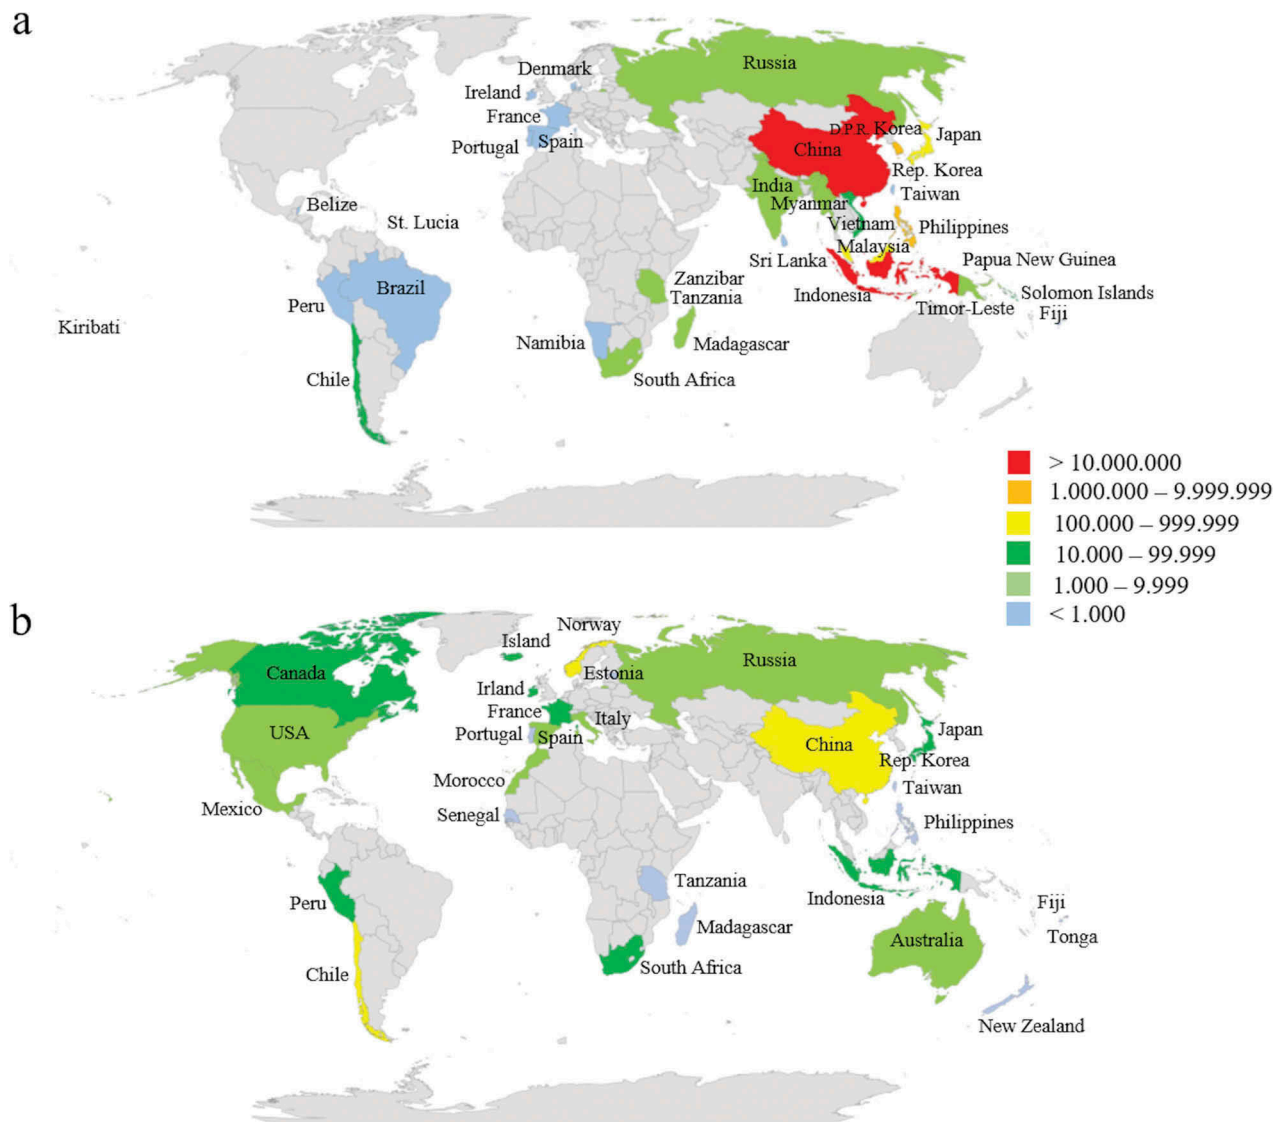 a
Denmark
Russia
Ireland
France
Portugal
Spain
D.P.R. Korea
Japan
China
Rep. Korea
India
Taiwan
Myanmar
Belize
St. Lucia
Vietnam
Philippines
Malaysia
Sri Lanka
Papua New Guinea
Zanzibar
Tanzania
Brazil
Peru
Indonesia
Solomon Islands
Timor-Leste
Fiji
Kiribati
Namibia
Madagascar
Chile
South Africa
> 10.000.000
1.000.000 – 9.999.999
100.000 – 999.999
10.000 – 99.999
1.000 – 9.999
< 1.000
b
Norway
Island
Canada
Estonia
Russia
Irland
France
Italy
Portugal
Spain
USA
Japan
China
Rep. Korea
Morocco
Taiwan
Mexico
Senegal
Philippines
Tanzania
Peru
Indonesia
Fiji
Madagascar
Australia
Tonga
Chile
South Africa
New Zealand